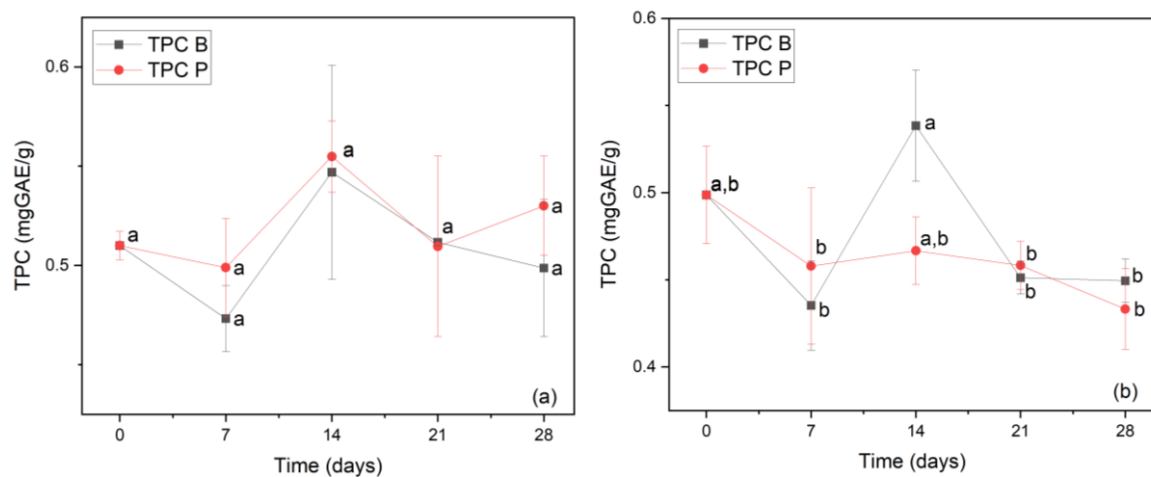 TPC B
TPC P
0.6
0.5
TPC (mgGAE/g)
a
a
a
a
a
a
a
a
(a)
0
7
14
21
28
Time (days)
TPC B
TPC P
0.6
0.5
0.4
TPC (mgGAE/g)
a,b
b
b
a
a,b
b
b
b
b
(b)
0
7
14
21
28
Time (days)